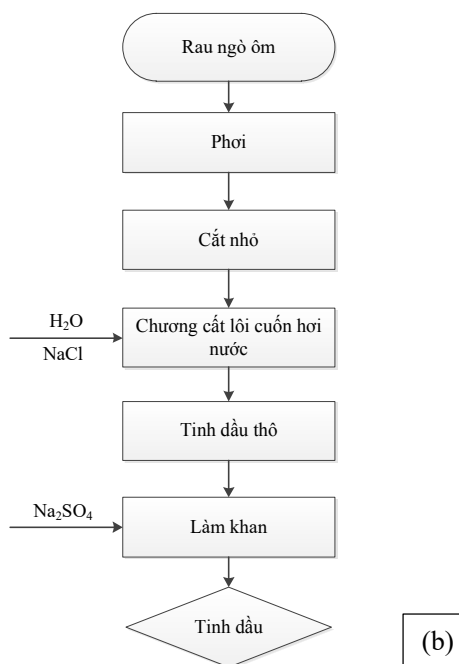 Rau ngò ôm
Phơi
Cắt nhỏ
H₂O
NaCl
Chương cất lôi cuốn hơi
nước
Tinh dầu thô
Na₂SO₄
Làm khan
Tinh dầu
(b)